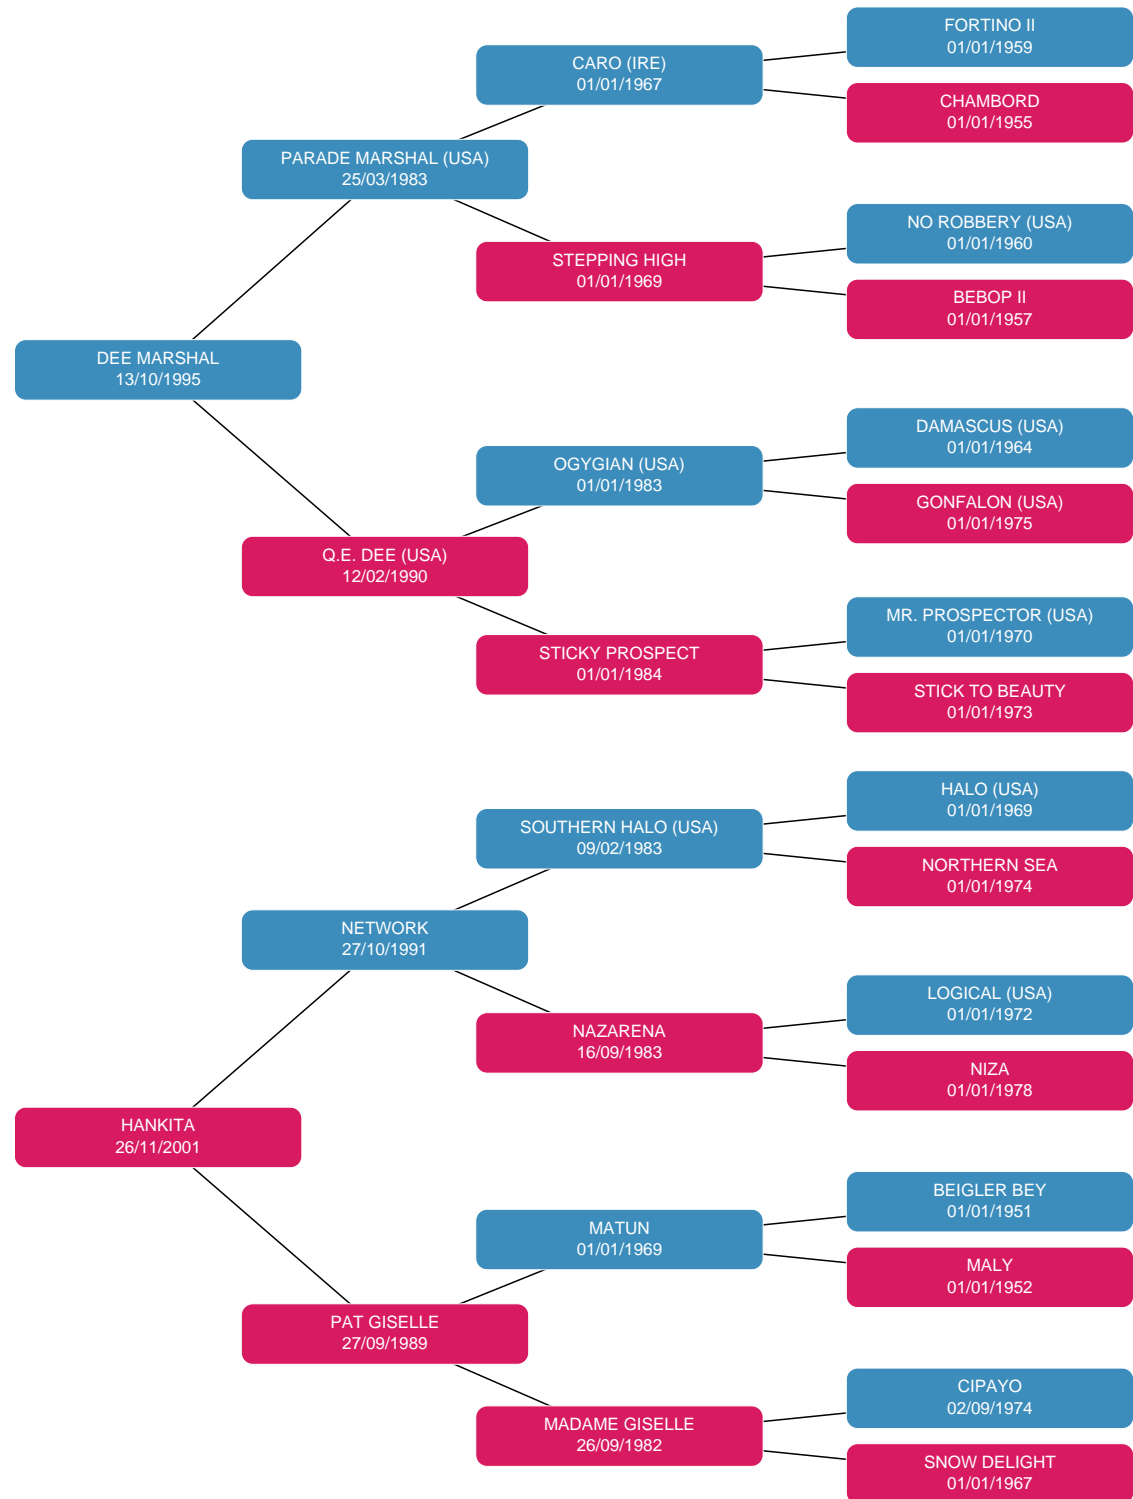 FORTINO II
01/01/1959
CARO (IRE)
01/01/1967
CHAMBORD
01/01/1955
PARADE MARSHAL (USA)
25/03/1983
NO ROBBERY (USA)
01/01/1960
STEPPING HIGH
01/01/1969
BEBOP II
01/01/1957
DEE MARSHAL
13/10/1995
DAMASCUS (USA)
01/01/1964
OGYGIAN (USA)
01/01/1983
GONFALON (USA)
01/01/1975
Q.E. DEE (USA)
12/02/1990
MR. PROSPECTOR (USA)
01/01/1970
STICKY PROSPECT
01/01/1984
STICK TO BEAUTY
01/01/1973
HALO (USA)
01/01/1969
SOUTHERN HALO (USA)
09/02/1983
NORTHERN SEA
01/01/1974
NETWORK
27/10/1991
LOGICAL (USA)
01/01/1972
NAZARENA
16/09/1983
NIZA
01/01/1978
HANKITA
26/11/2001
BEIGLER BEY
01/01/1951
MATUN
01/01/1969
MALY
01/01/1952
PAT GISELLE
27/09/1989
CIPAYO
02/09/1974
MADAME GISELLE
26/09/1982
SNOW DELIGHT
01/01/1967